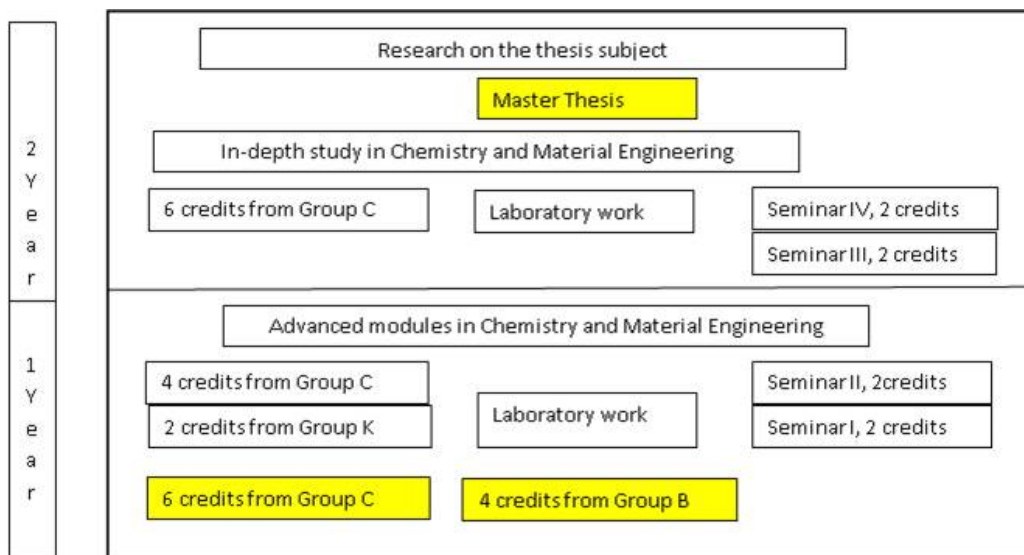 Research on the thesis subject
Master Thesis
2
Y
e
a
r
In-depth study in Chemistry and Material Engineering
6 credits from Group C
Laboratory work
Seminar IV, 2 credits
Seminar III, 2 credits
1
Y
e
a
r
Advanced modules in Chemistry and Material Engineering
4 credits from Group C
Laboratory work
Seminar II, 2credits
2 credits from Group K
Seminar I, 2 credits
6 credits from Group C
4 credits from Group B